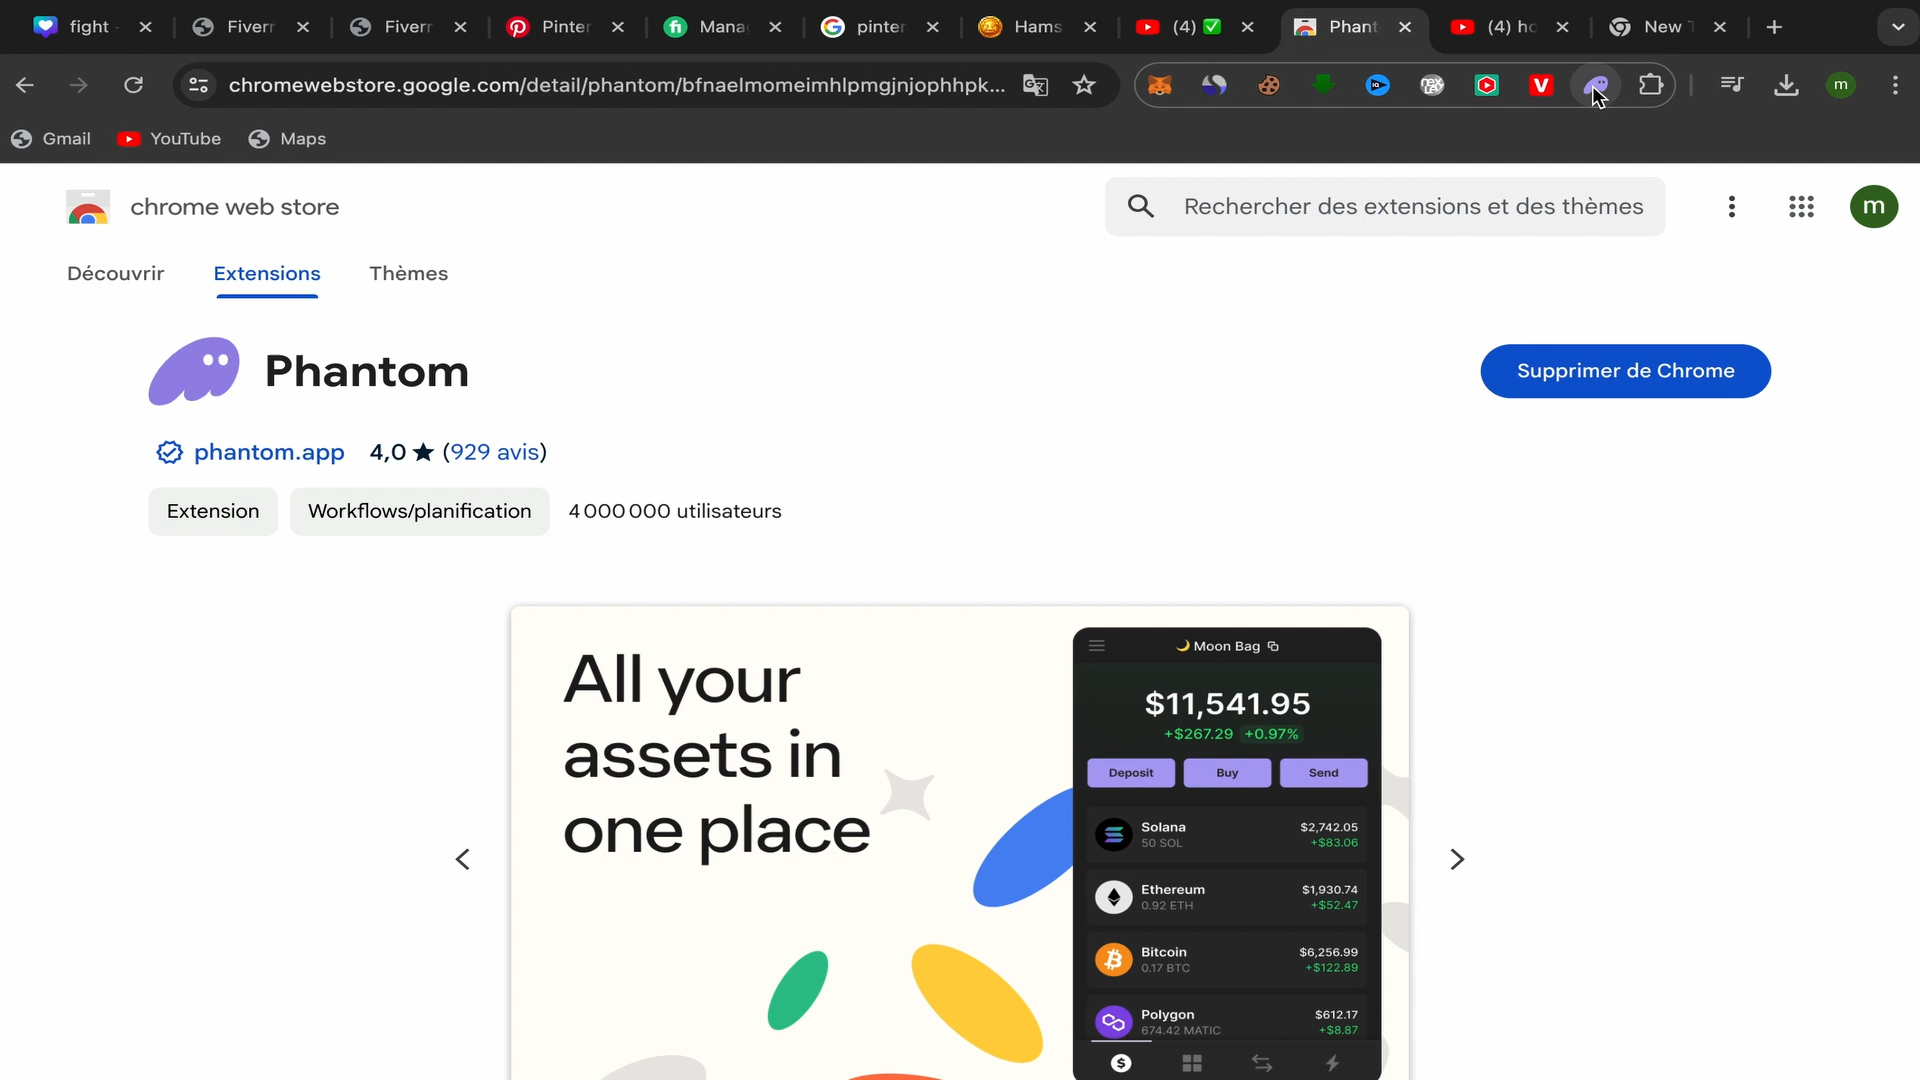 fight
Fiverr
Fiverr
Pinter
Mana
pinter
Hams
(4) ✅
Phant
(4) ho
New T
chromewebstore.google.com/detail/phantom/bfnaelmomeimhlpmgjnjophhpk...
m
Gmail
YouTube
Maps
chrome web store
Rechercher des extensions et des thèmes
m
Découvrir
Extensions
Thèmes
Phantom
Supprimer de Chrome
phantom.app
4,0 ★ (929 avis)
Extension
Workflows/planification
4 000 000 utilisateurs
All your
assets in
one place
🌙 Moon Bag
$11,541.95
+$267.29 +0.97%
Deposit
Buy
Send
Solana
$2,742.05
50 SOL
+$83.06
Ethereum
$1,930.74
0.92 ETH
+$52.47
Bitcoin
$6,256.99
0.17 BTC
+$122.89
Polygon
$612.17
674.42 MATIC
+$8.87